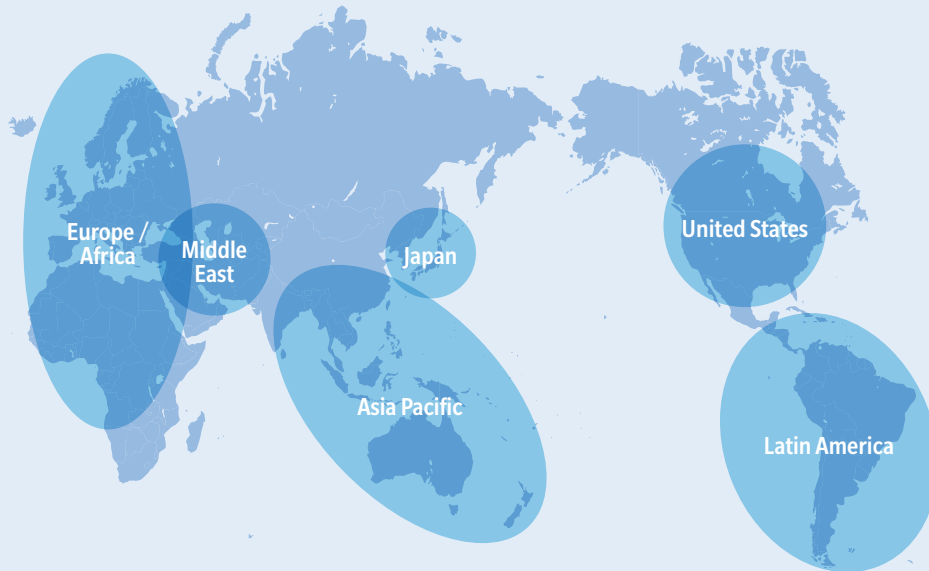 Europe /
Africa
Middle
East
Japan
United States
Asia Pacific
Latin America